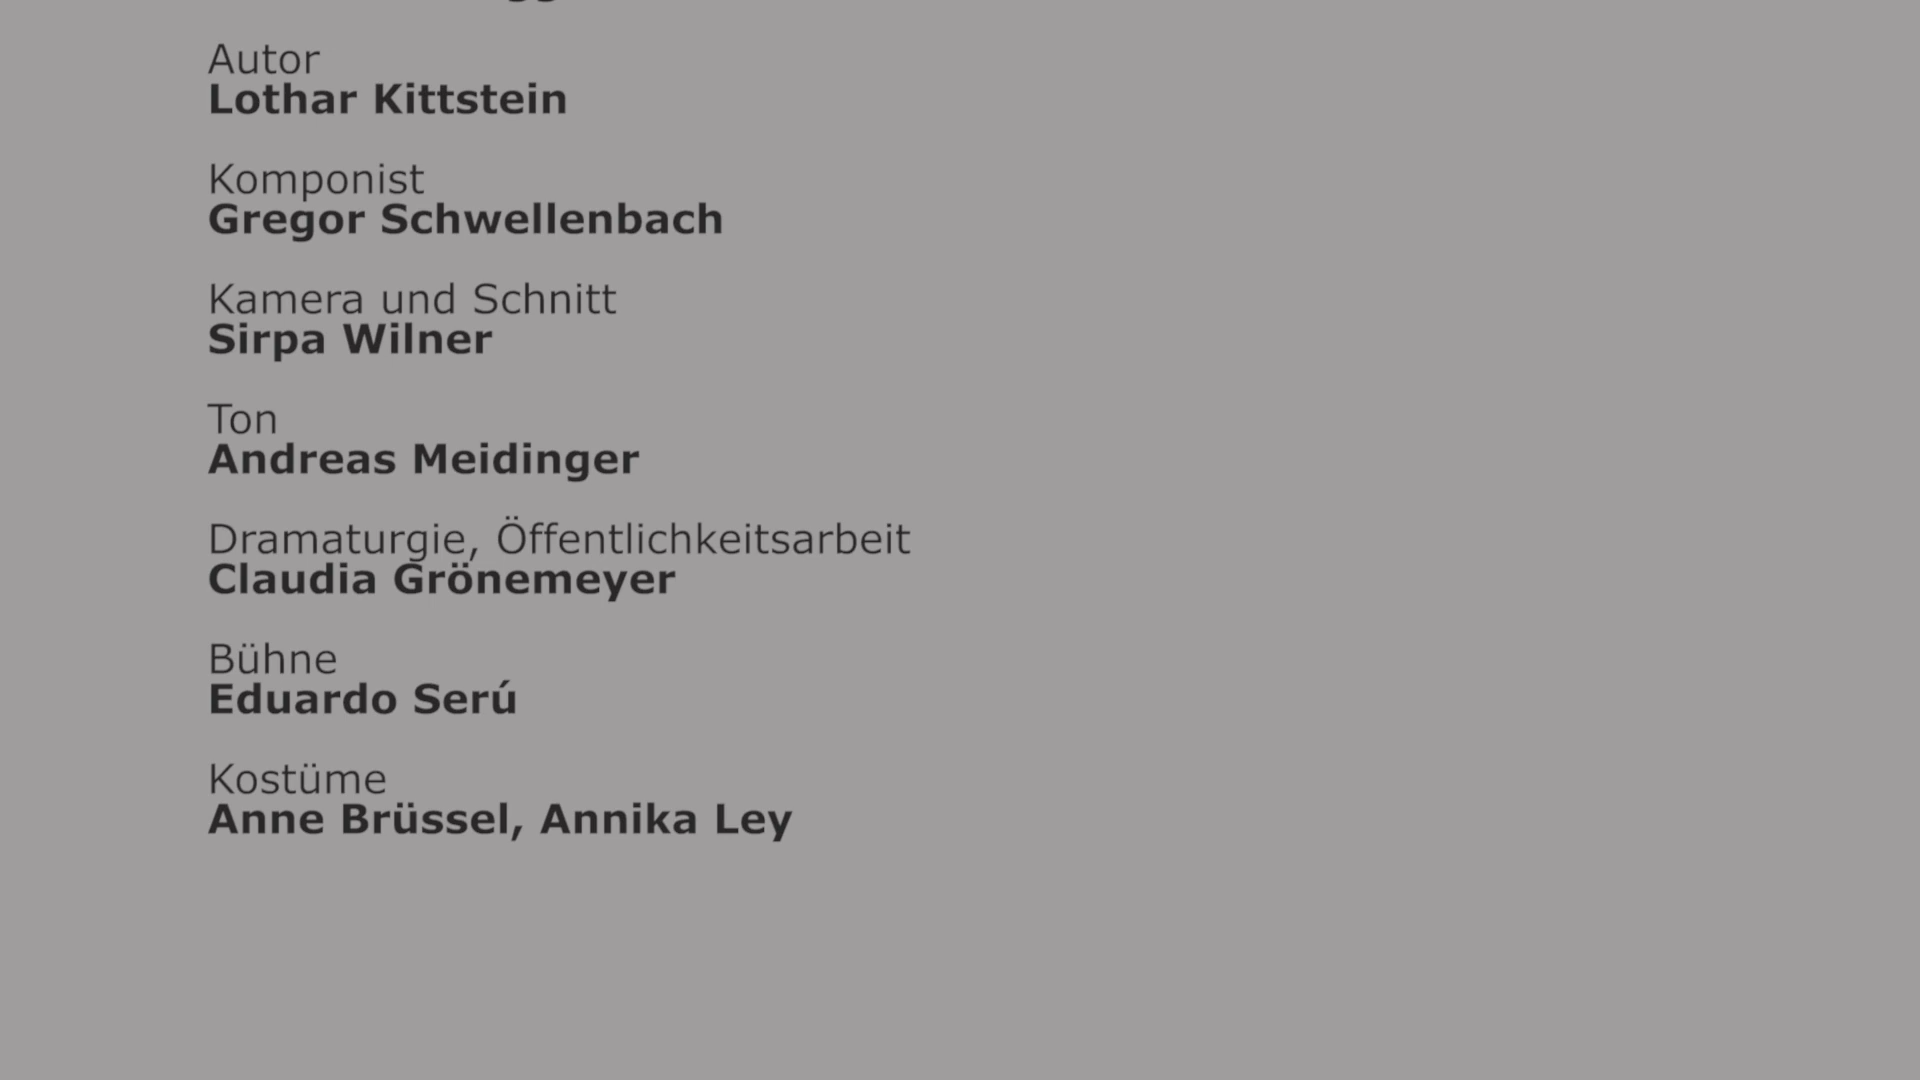 Autor
Lothar Kittstein
Komponist
Gregor Schwellenbach
Kamera und Schnitt
Sirpa Wilner
Ton
Andreas Meidinger
Dramaturgie, Öffentlichkeitsarbeit
Claudia Grönemeyer
Bühne
Eduardo Serú
Kostüme
Anne Brüssel, Annika Ley